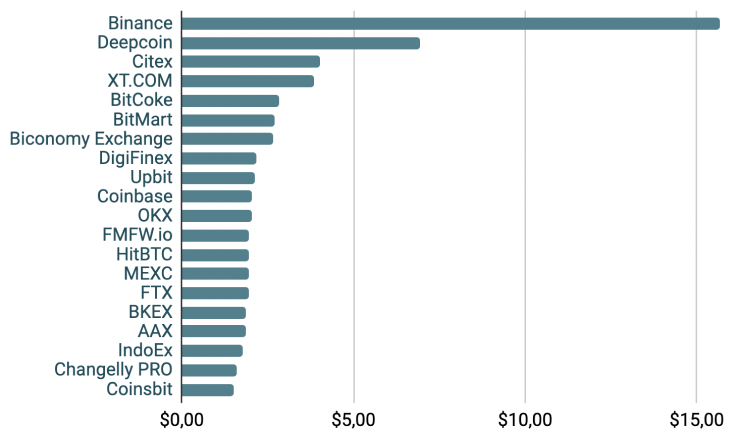 Binance
Deepcoin
Citex
XT.COM
BitCoke
BitMart
Biconomy Exchange
DigiFinex
Upbit
Coinbase
OKX
FMFW.io
HitBTC
MEXC
FTX
BKEX
AAX
IndoEx
Changelly PRO
Coinsbit
$0,00 $5,00 $10,00 $15,00